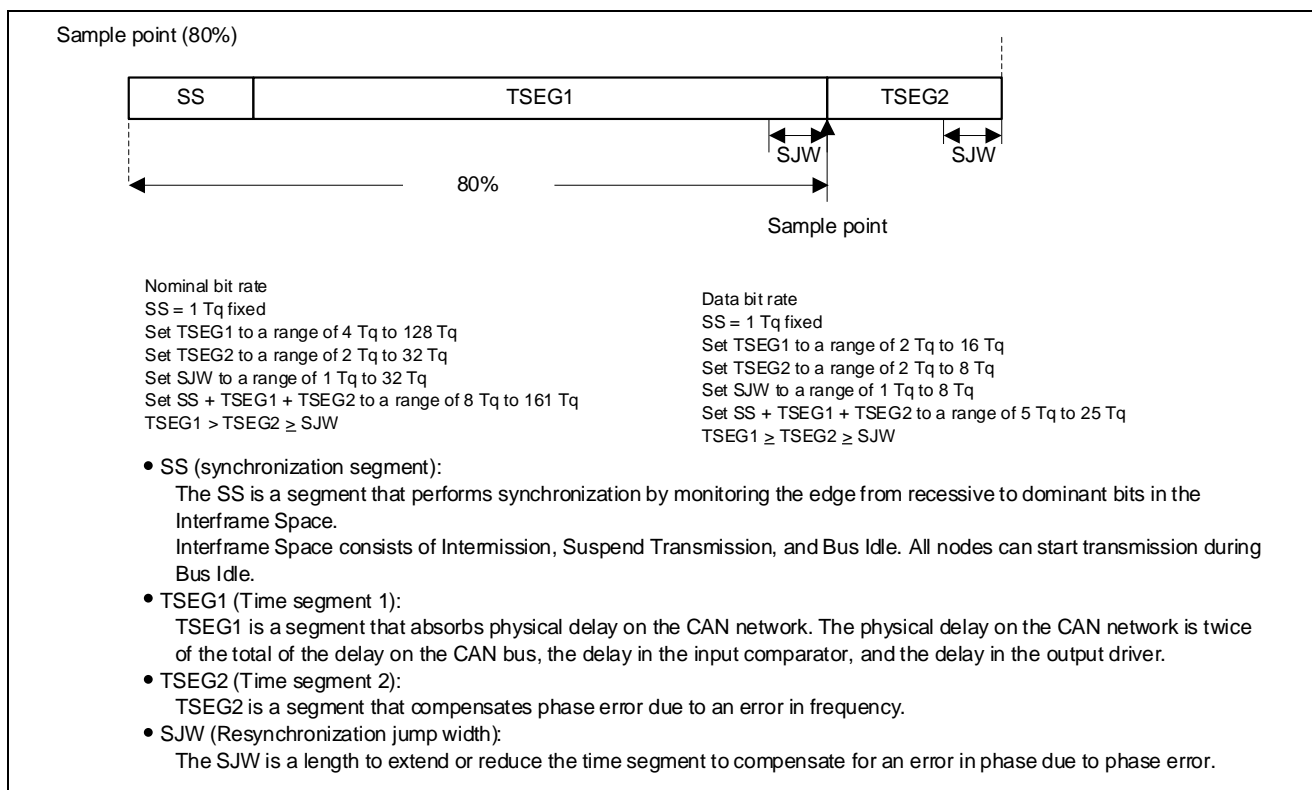 Sample point (80%)
SS
TSEG1
TSEG2
SJW
SJW
80%
Sample point
Nominal bit rate
SS = 1 Tq fixed
Set TSEG1 to a range of 4 Tq to 128 Tq
Set TSEG2 to a range of 2 Tq to 32 Tq
Set SJW to a range of 1 Tq to 32 Tq
Set SS + TSEG1 + TSEG2 to a range of 8 Tq to 161 Tq
TSEG1 > TSEG2 ≥ SJW
Data bit rate
SS = 1 Tq fixed
Set TSEG1 to a range of 2 Tq to 16 Tq
Set TSEG2 to a range of 2 Tq to 8 Tq
Set SJW to a range of 1 Tq to 8 Tq
Set SS + TSEG1 + TSEG2 to a range of 5 Tq to 25 Tq
TSEG1 ≥ TSEG2 ≥ SJW
• SS (synchronization segment):
The SS is a segment that performs synchronization by monitoring the edge from recessive to dominant bits in the
Interframe Space.
Interframe Space consists of Intermission, Suspend Transmission, and Bus Idle. All nodes can start transmission during
Bus Idle.
• TSEG1 (Time segment 1):
TSEG1 is a segment that absorbs physical delay on the CAN network. The physical delay on the CAN network is twice
of the total of the delay on the CAN bus, the delay in the input comparator, and the delay in the output driver.
• TSEG2 (Time segment 2):
TSEG2 is a segment that compensates phase error due to an error in frequency.
• SJW (Resynchronization jump width):
The SJW is a length to extend or reduce the time segment to compensate for an error in phase due to phase error.